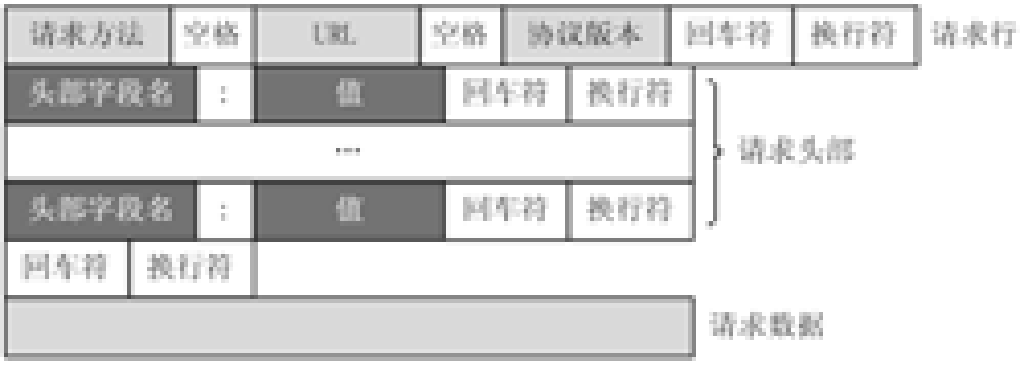 请求方法 空格 URL 空格 协议版本 回车符 换行符 请求行
头部字段名 : 值 回车符 换行符
... 请求头部
头部字段名 : 值 回车符 换行符
回车符 换行符
请求数据